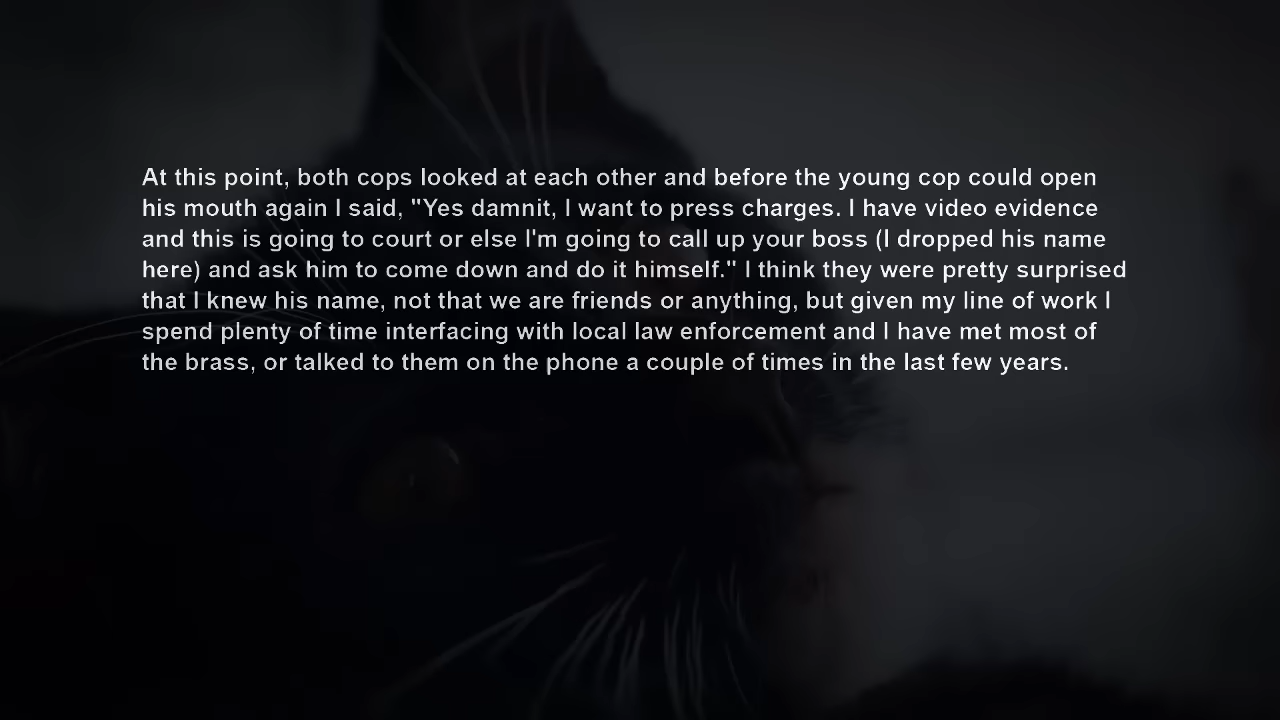 At this point, both cops looked at each other and before the young cop could open
his mouth again I said, "Yes damnit, I want to press charges. I have video evidence
and this is going to court or else I'm going to call up your boss (I dropped his name
here) and ask him to come down and do it himself." I think they were pretty surprised
that I knew his name, not that we are friends or anything, but given my line of work I
spend plenty of time interfacing with local law enforcement and I have met most of
the brass, or talked to them on the phone a couple of times in the last few years.